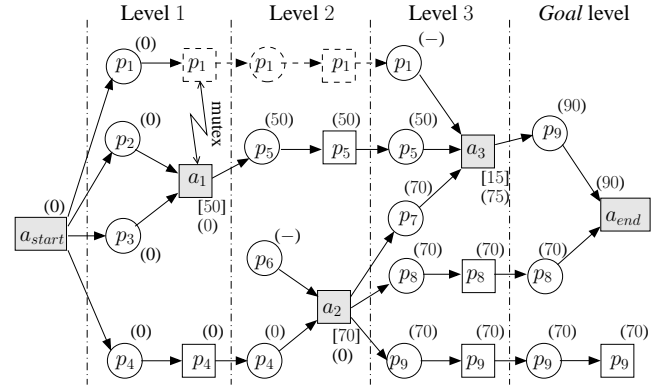 Level 1 Level 2 Level 3 Goal level
(0) (−)
p1 p1 p1 p1 p1
(0) (50) (50) (50) (90)
p2 mutex p5 p5 p5 a3 p9
(0) a1 [15] (90)
astart [50] (75) aend
p3 (0) (70)
(0) (−) p7
p6 (70) (70) (70)
p8 p8 p8
a2
(0) (0) (0) [70] (70) (70) (70) (70)
p4 p4 p4 (0) p9 p9 p9 p9